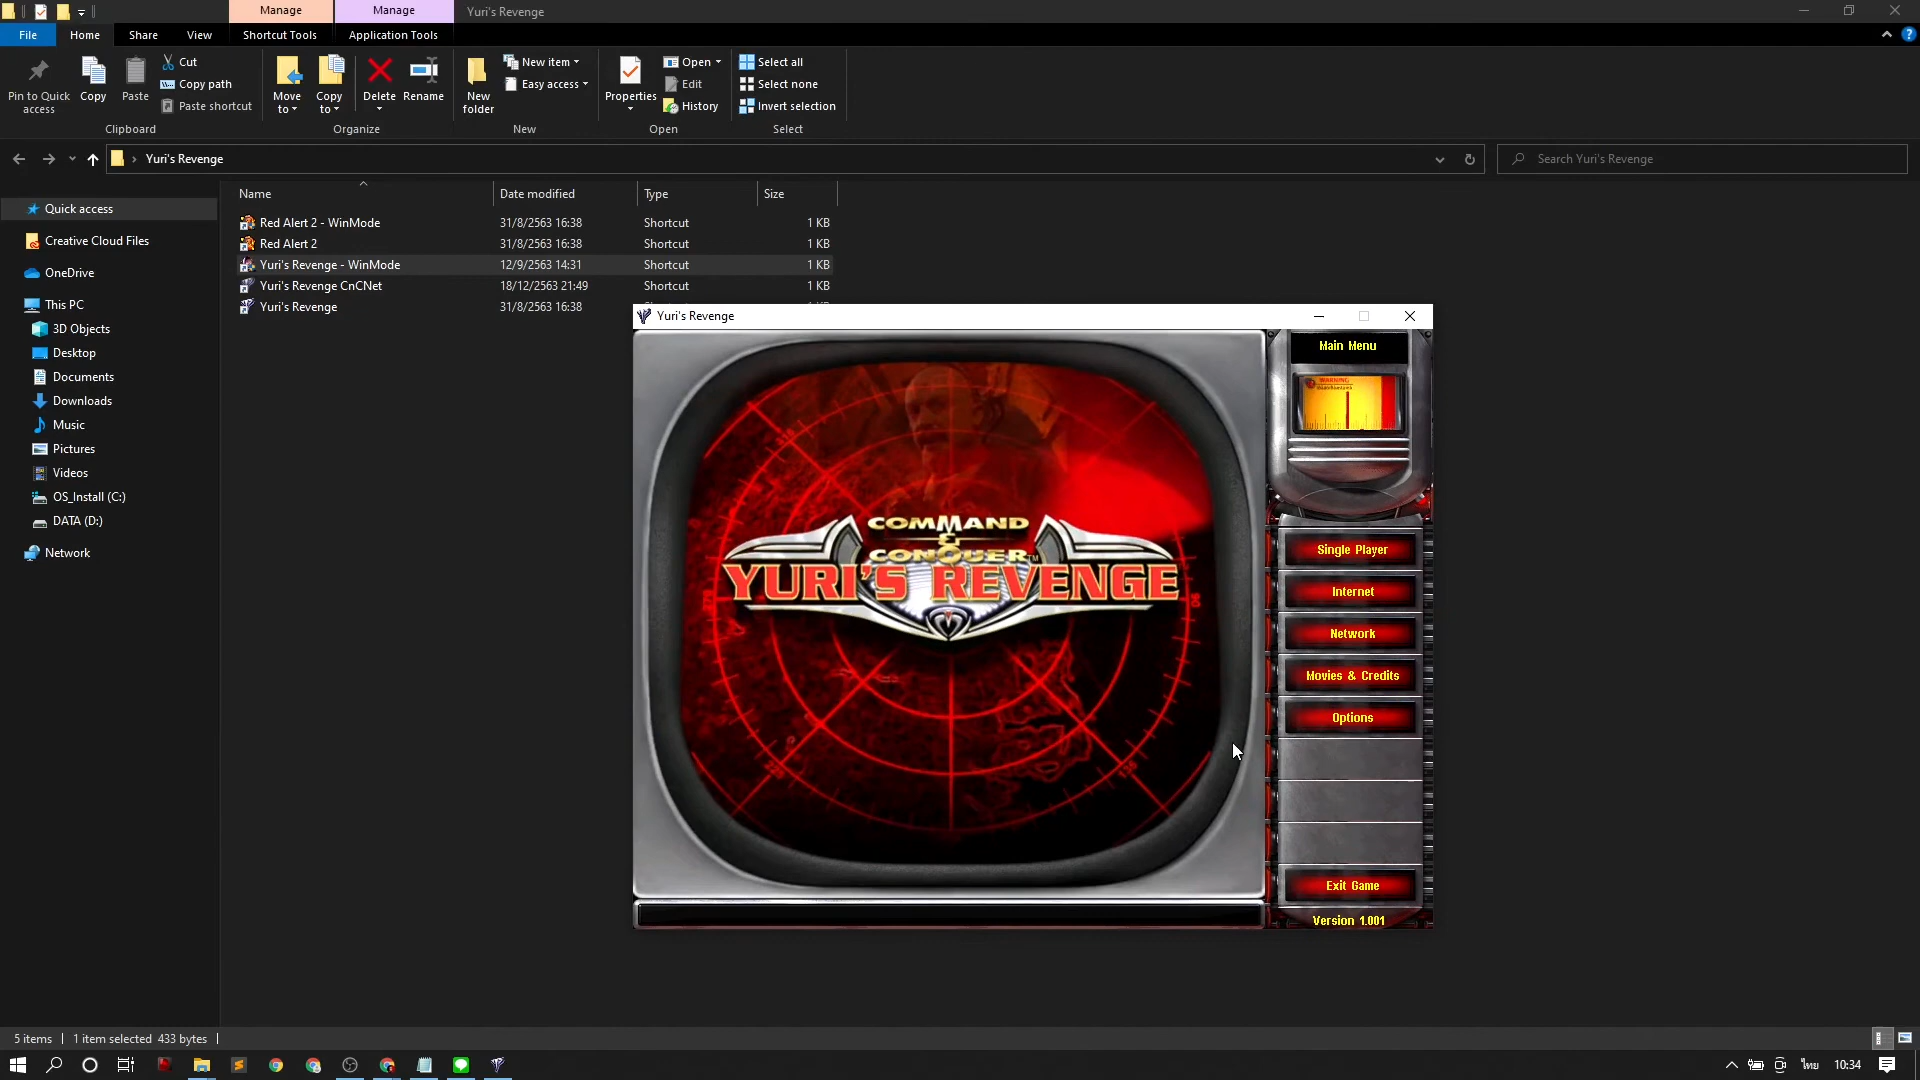 Manage
Manage
Yuri's Revenge
File
Home
Share
View
Shortcut Tools
Application Tools
Pin to Quick access
Copy
Paste
Cut
Copy path
Paste shortcut
Clipboard
Move to
Copy to
Delete
Rename
Organize
New folder
New item
Easy access
New
Properties
Open
Edit
History
Open
Select all
Select none
Invert selection
Select
Yuri's Revenge
Search Yuri's Revenge
Name
Date modified
Type
Size
Red Alert 2 - WinMode 31/8/2563 16:38 Shortcut 1 KB
Red Alert 2 31/8/2563 16:38 Shortcut 1 KB
Yuri's Revenge - WinMode 12/9/2563 14:31 Shortcut 1 KB
Yuri's Revenge CnCNet 18/12/2563 21:49 Shortcut 1 KB
Yuri's Revenge 31/8/2563 16:38
Quick access
Creative Cloud Files
OneDrive
This PC
3D Objects
Desktop
Documents
Downloads
Music
Pictures
Videos
OS_Install (C:)
DATA (D:)
Network
Yuri's Revenge
COMMAND
&
CONQUER™
YURI'S REVENGE
Main Menu
WARNING
Single Player
Internet
Network
Movies & Credits
Options
Exit Game
Version 1.001
5 items
1 item selected 433 bytes
ไทย
10:34